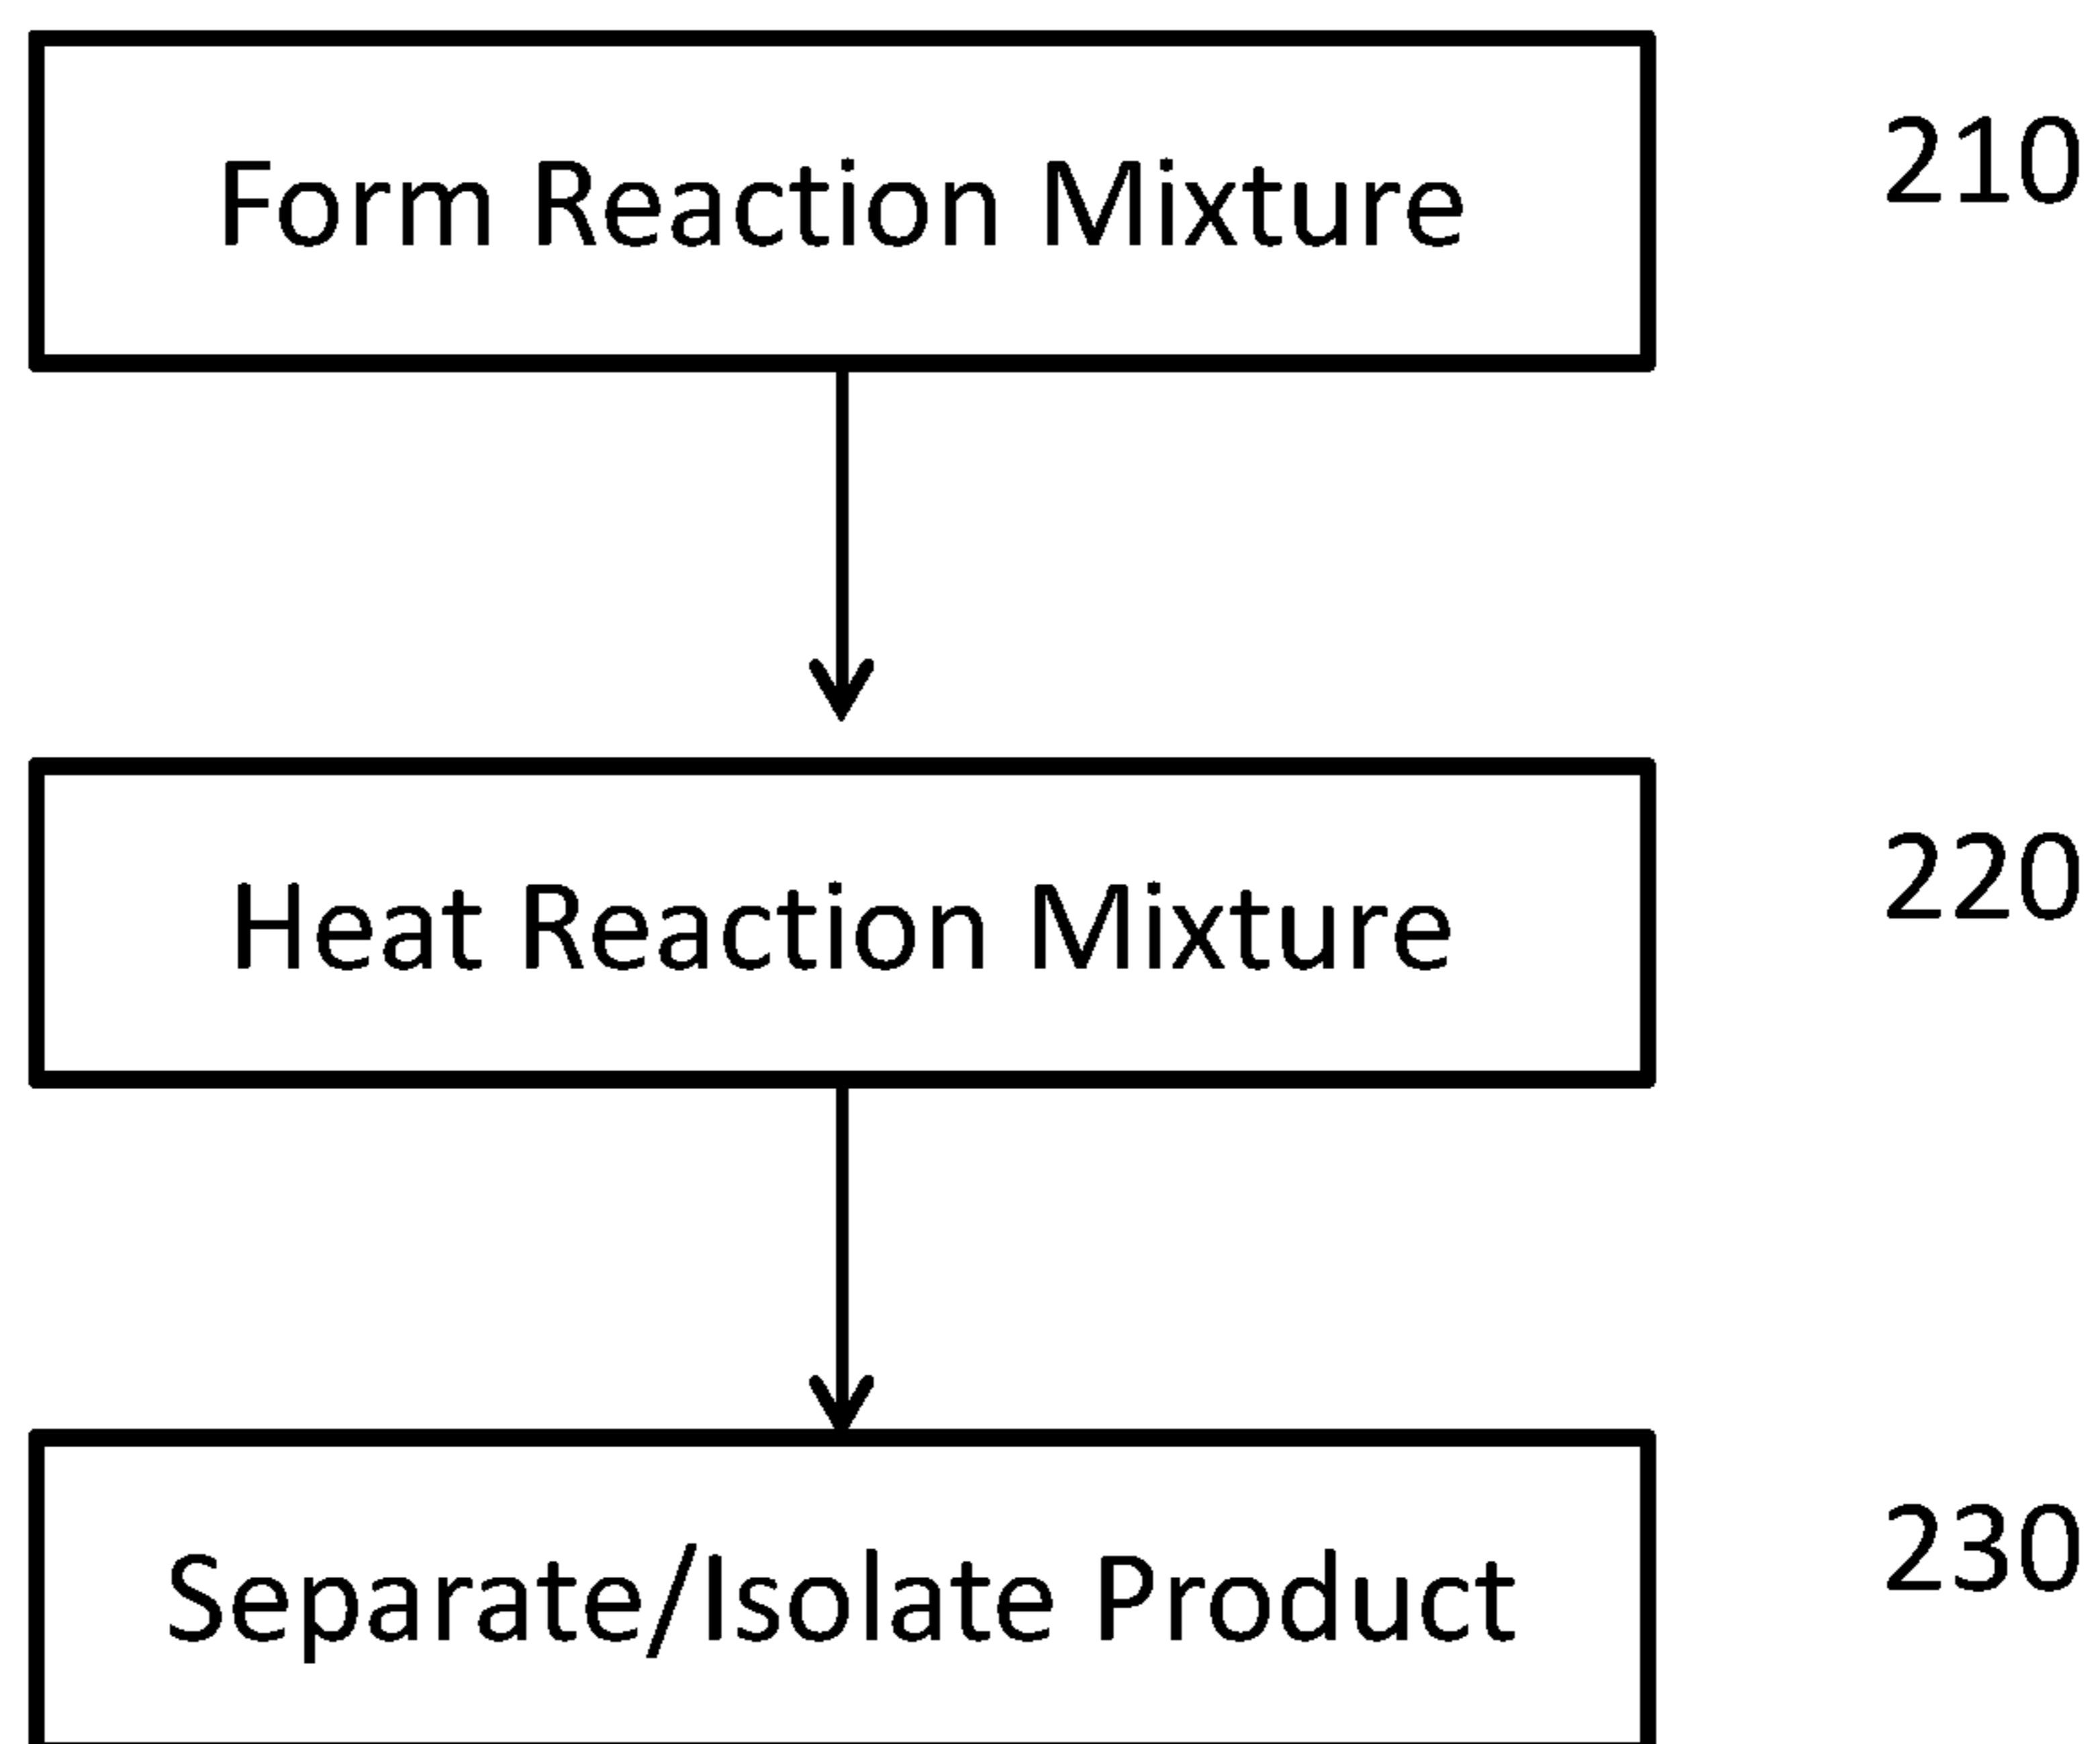 Form Reaction Mixture
210
Heat Reaction Mixture
220
Separate/Isolate Product
230